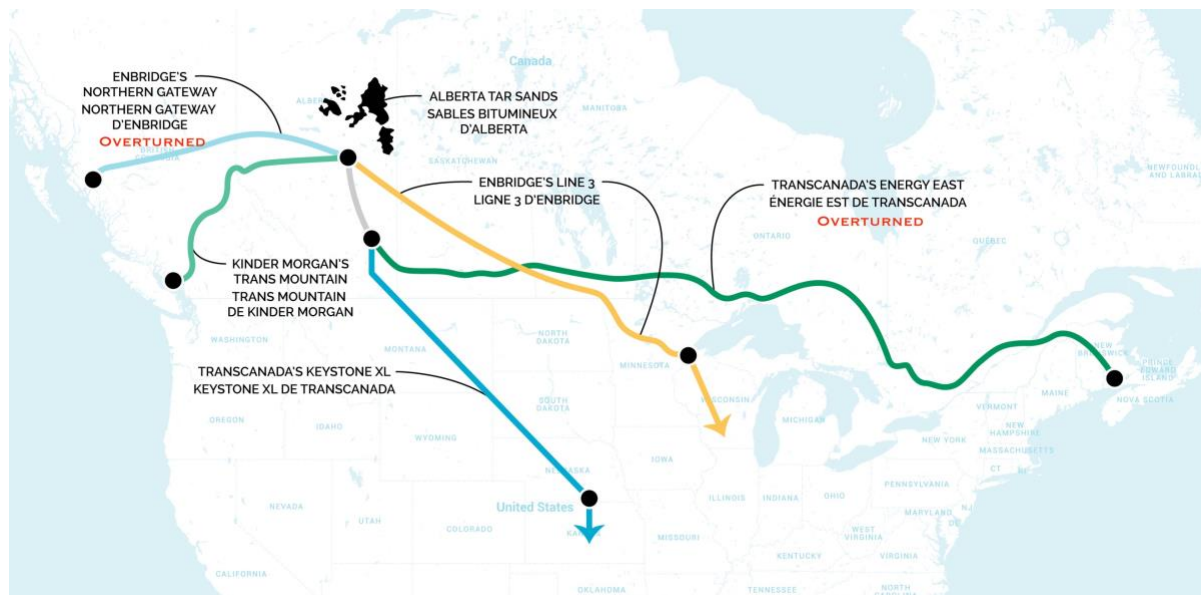 ENBRIDGE'S
NORTHERN GATEWAY
NORTHERN GATEWAY
D'ENBRIDGE
OVERTURNED
ALBERTA TAR SANDS
SABLES BITUMINEUX
D'ALBERTA
Canada
MANITOBA
SASKATCHEWAN
ENBRIDGE'S LINE 3
LIGNE 3 D'ENBRIDGE
TRANSCANADA'S ENERGY EAST
ÉNERGIE EST DE TRANSCANADA
OVERTURNED
ONTARIO
QUÉBEC
KINDER MORGAN'S
TRANS MOUNTAIN
TRANS MOUNTAIN
DE KINDER MORGAN
WASHINGTON
MONTANA
NORTH
DAKOTA
MINNESOTA
NEW
BRUNSWICK
PRINCE
EDWARD
ISLAND
NOVA SCOTIA
TRANSCANADA'S KEYSTONE XL
KEYSTONE XL DE TRANSCANADA
SOUTH
DAKOTA
WISCONSIN
MICHIGAN
VERMONT
MAINE
NEW
HAMPSHIRE
MASSACHUSETTS
CT
OREGON
IDAHO
WYOMING
IOWA
NEW YORK
PENNSYLVANIA
NEBRASKA
United States
ILLINOIS
INDIANA
OHIO
MARYLAND
NEVADA
UTAH
COLORADO
MISSOURI
WEST
VIRGINIA
KENTUCKY
VIRGINIA
CALIFORNIA
OKLAHOMA
TENNESSEE
NORTH